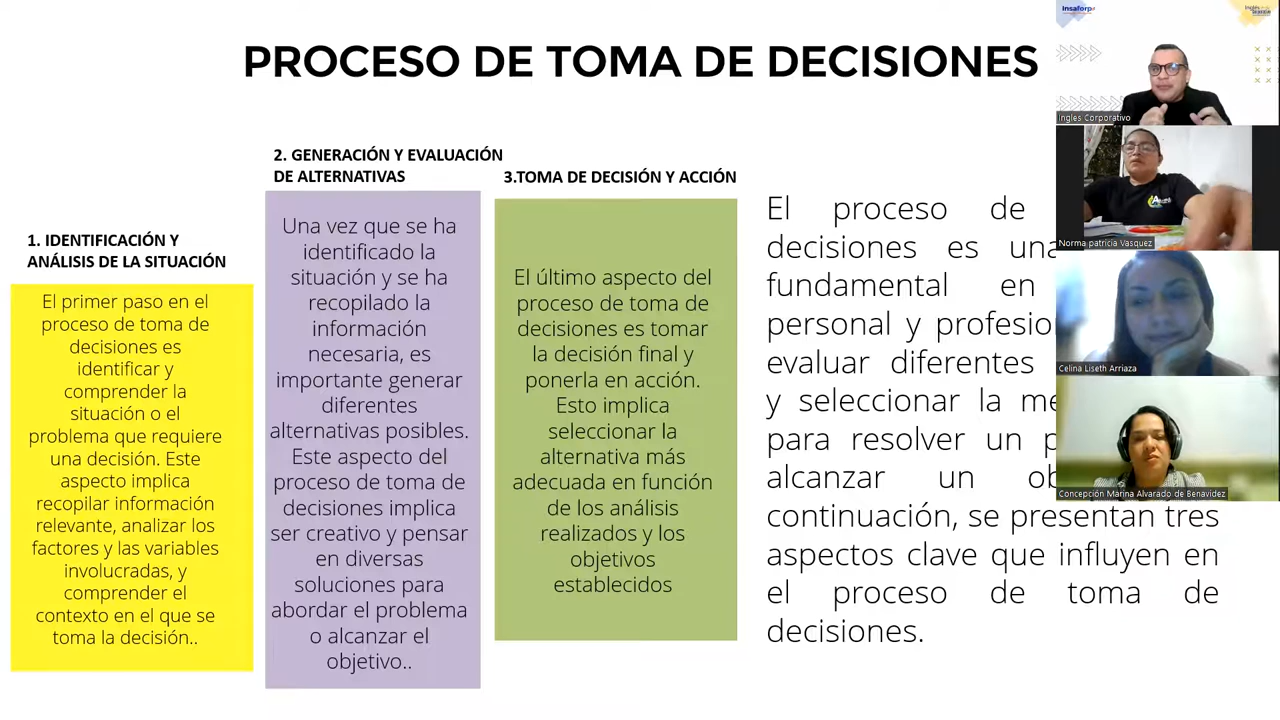 PROCESO DE TOMA DE DECISIONES
1. IDENTIFICACIÓN Y
ANÁLISIS DE LA SITUACIÓN
El primer paso en el
proceso de toma de
decisiones es
identificar y
comprender la
situación o el
problema que requiere
una decisión. Este
aspecto implica
recopilar información
relevante, analizar los
factores y las variables
involucradas, y
comprender el
contexto en el que se
toma la decisión..
2. GENERACIÓN Y EVALUACIÓN
DE ALTERNATIVAS
Una vez que se ha
identificado la
situación y se ha
recopilado la
información
necesaria, es
importante generar
diferentes
alternativas posibles.
Este aspecto del
proceso de toma de
decisiones implica
ser creativo y pensar
en diversas
soluciones para
abordar el problema
o alcanzar el
objetivo..
3.TOMA DE DECISIÓN Y ACCIÓN
El último aspecto del
proceso de toma de
decisiones es tomar
la decisión final y
ponerla en acción.
Esto implica
seleccionar la
alternativa más
adecuada en función
de los análisis
realizados y los
objetivos
establecidos
El proceso de
decisiones es una
fundamental en
personal y
evaluar diferentes
y seleccionar la
para resolver un
alcanzar un
continuación, se presentan tres
aspectos clave que influyen en
el proceso de toma de
decisiones.
insaforp
Ingles Corporativo
Norma patricia Vasquez
Celina Liseth Arriaza
Concepción Marina Alvarado de Benavidez